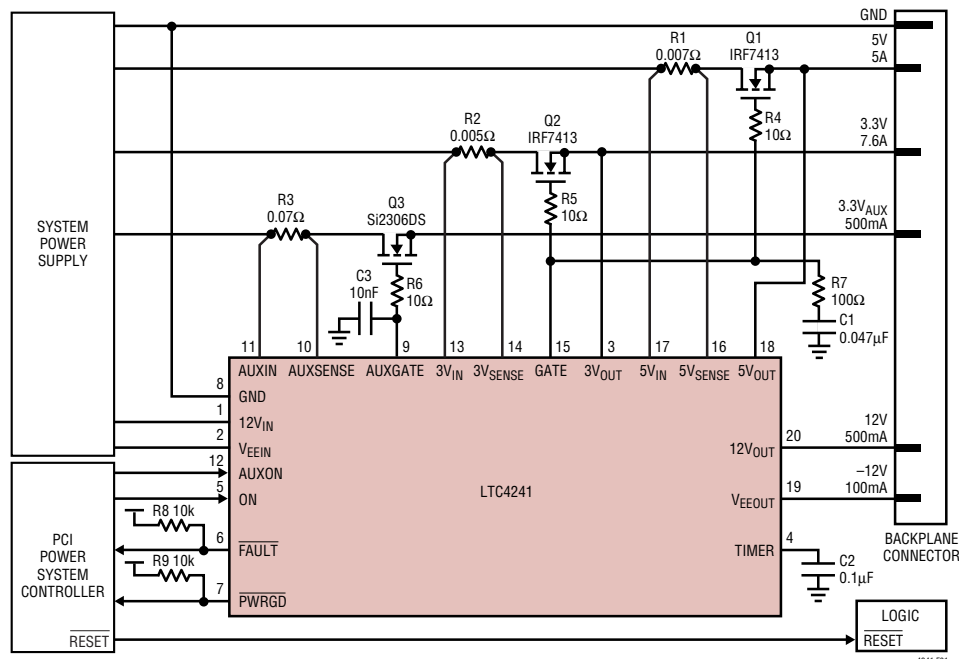 GND
5V
5A
R1
0.007Ω
Q1
IRF7413
R4
10Ω
R2
0.005Ω
Q2
IRF7413
3.3V
7.6A
R5
10Ω
R3
0.07Ω
Q3
Si2306DS
3.3VAUX
500mA
SYSTEM
POWER
SUPPLY
C3
10nF
R6
10Ω
R7
100Ω
C1
0.047µF
11 10 9 13 14 15 3 17 16 18
AUXIN AUXSENSE AUXGATE 3VIN 3VSENSE GATE 3VOUT 5VIN 5VSENSE 5VOUT
8
GND
1
12VIN
2
VEEIN
12
AUXON
5
ON
R8 10k
6
FAULT
R9 10k
7
PWRGD
LTC4241
12VOUT
20
12V
500mA
VEEOUT
19
–12V
100mA
TIMER
4
C2
0.1µF
BACKPLANE
CONNECTOR
PCI
POWER
SYSTEM
CONTROLLER
RESET
LOGIC
RESET